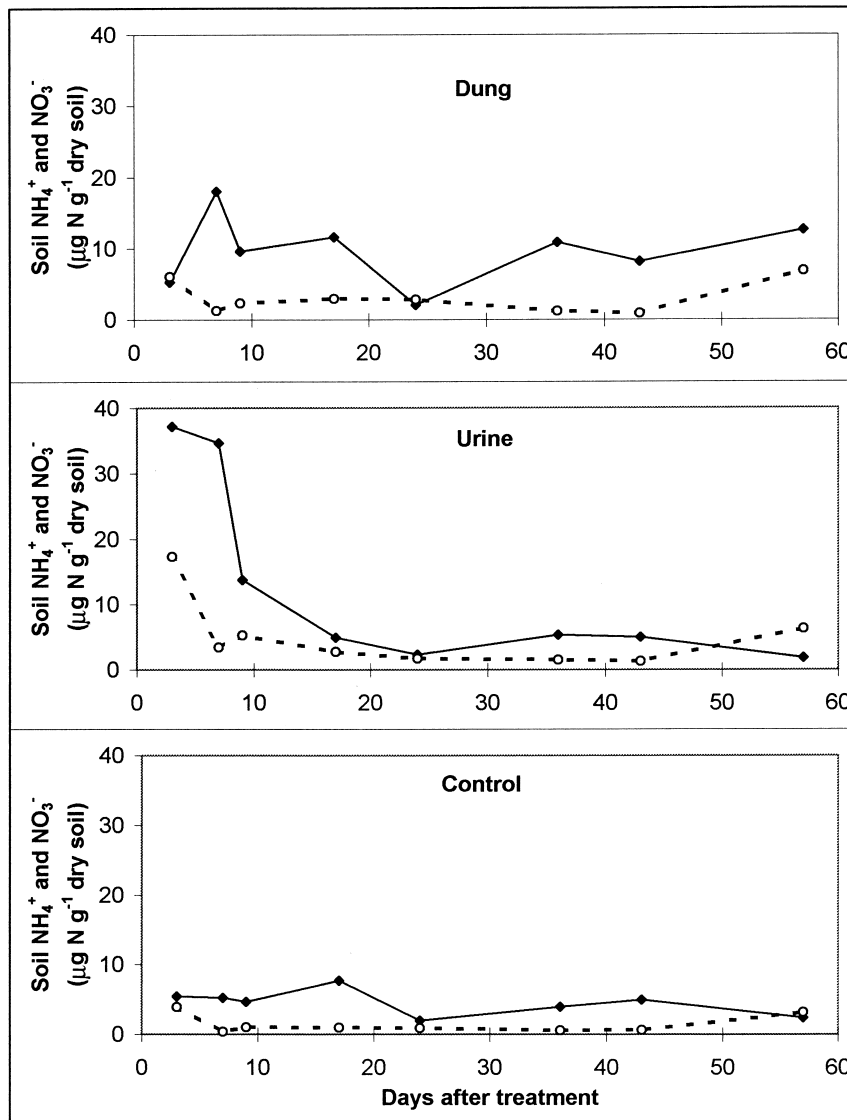 Dung
Soil NH₄⁺ and NO₃⁻
(µg N g⁻¹ dry soil)
40
30
20
10
0
0 10 20 30 40 50 60
Urine
Soil NH₄⁺ and NO₃⁻
(µg N g⁻¹ dry soil)
40
30
20
10
0
0 10 20 30 40 50 60
Control
Soil NH₄⁺ and NO₃⁻
(µg N g⁻¹ dry soil)
40
30
20
10
0
0 10 20 30 40 50 60
Days after treatment